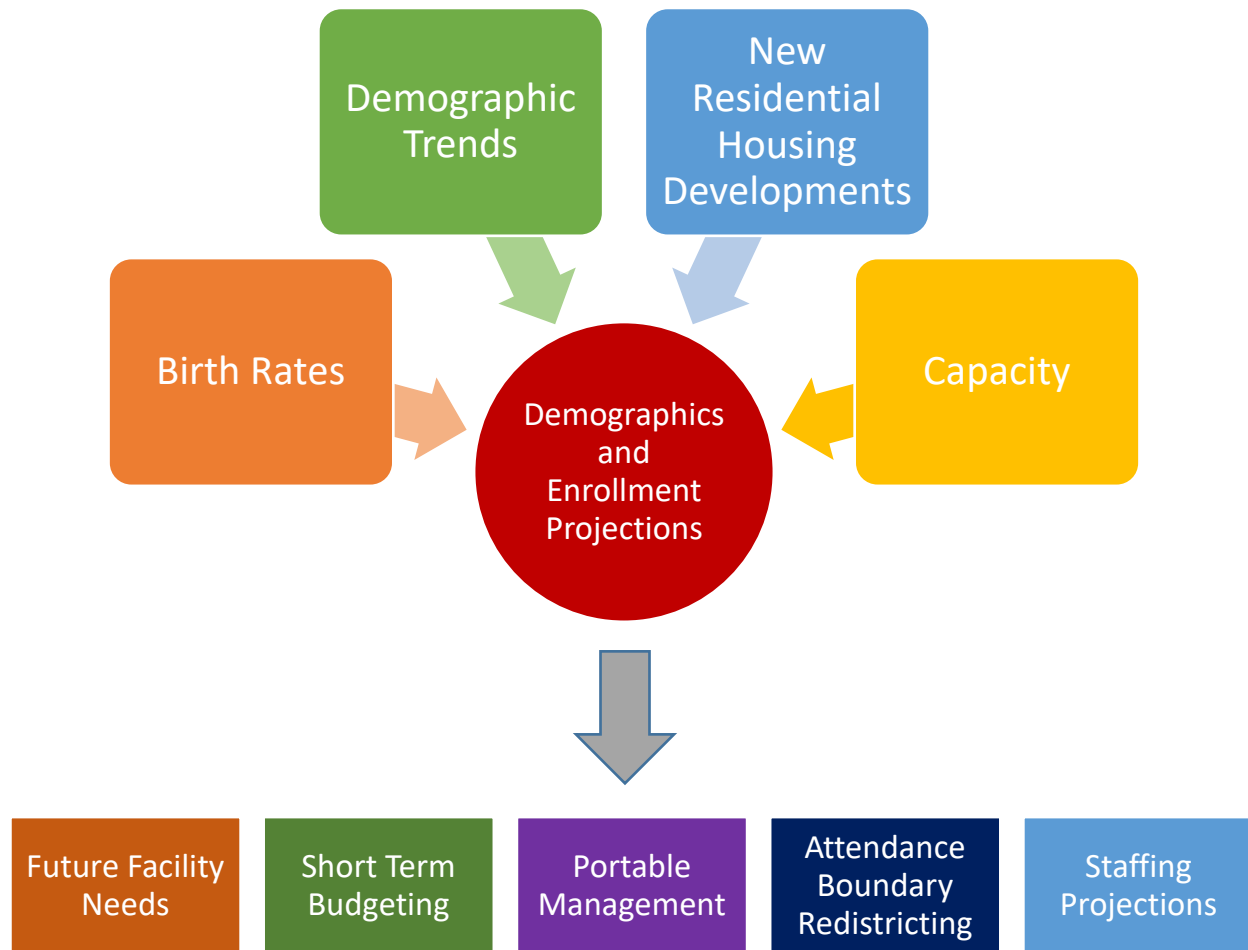 Demographic
Trends
New
Residential
Housing
Developments
Birth Rates
Capacity
Demographics
and
Enrollment
Projections
Future Facility
Needs
Short Term
Budgeting
Portable
Management
Attendance
Boundary
Redistricting
Staffing
Projections